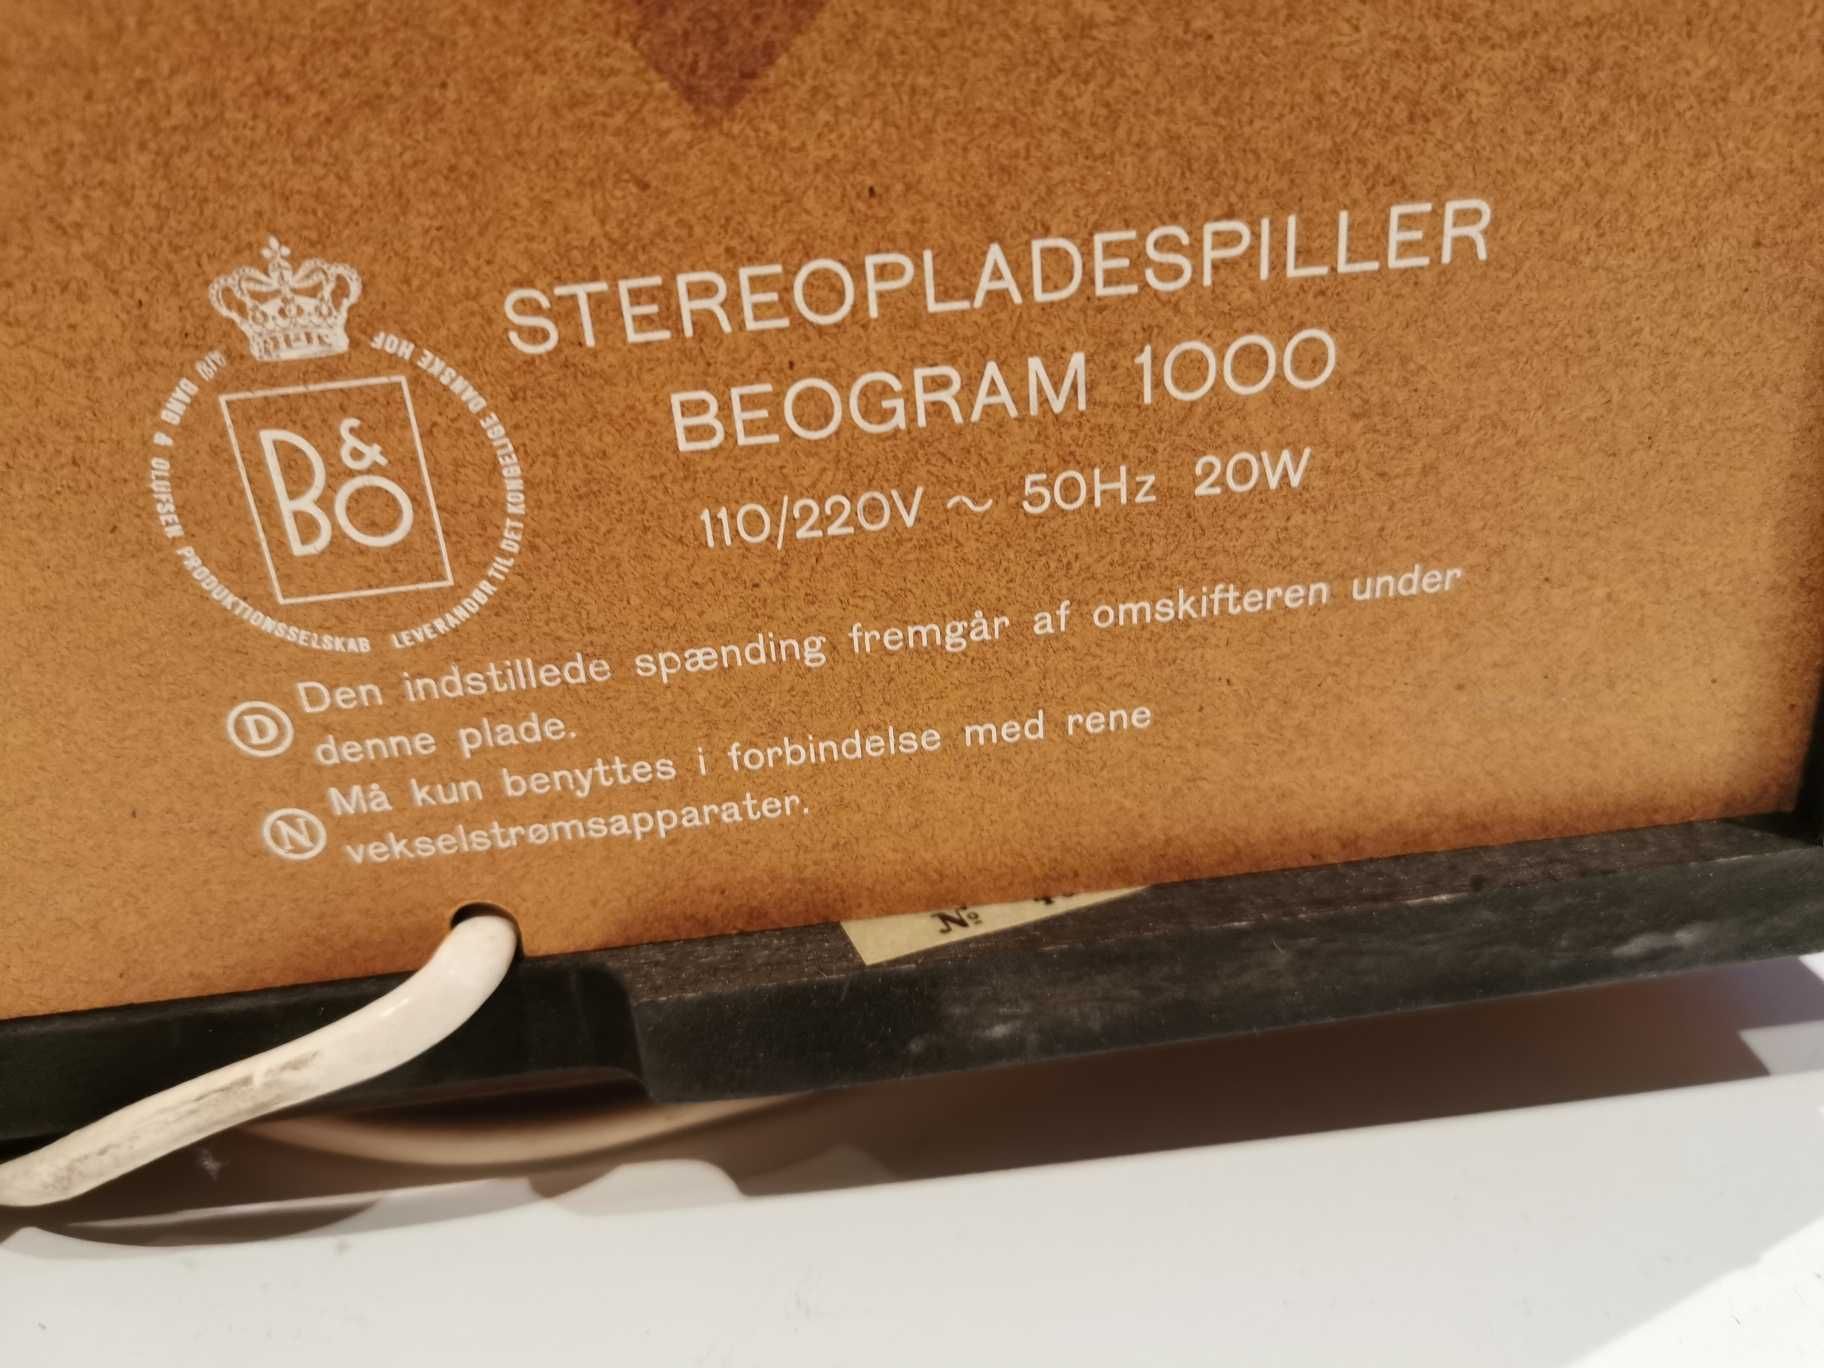 STEREOPLADESPILLER
BEOGRAM 1000
110/220V ~ 50Hz 20W
BANG & OLUFSEN PRODUKTIONSSELSKAB LEVERANDØR TIL DET KONGELIGE DANSKE HOF
B&O
D Den indstillede spænding fremgår af omskifteren under
denne plade.
N Må kun benyttes i forbindelse med rene
vekselstrømsapparater.
Nº